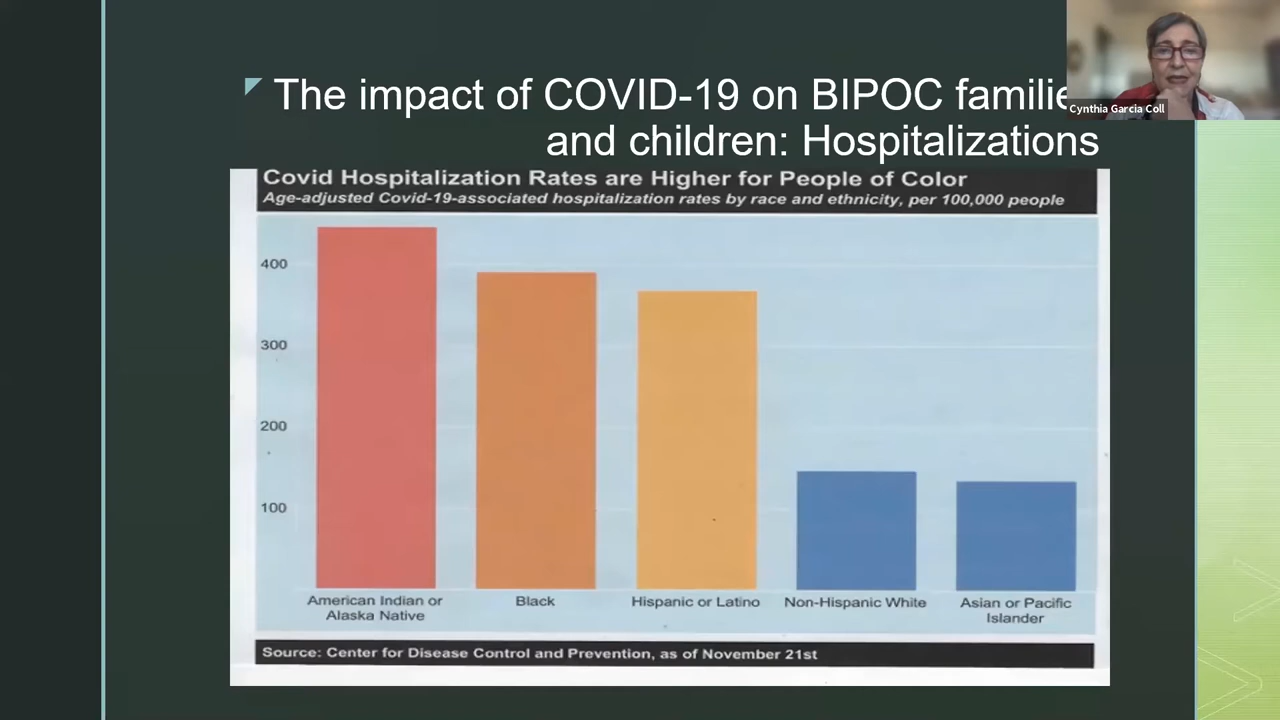 The impact of COVID-19 on BIPOC familie
and children: Hospitalizations
Cynthia Garcia Coll
Covid Hospitalization Rates are Higher for People of Color
Age-adjusted Covid-19-associated hospitalization rates by race and ethnicity, per 100,000 people
400
300
200
100
American Indian or
Alaska Native
Black
Hispanic or Latino
Non-Hispanic White
Asian or Pacific
Islander
Source: Center for Disease Control and Prevention, as of November 21st